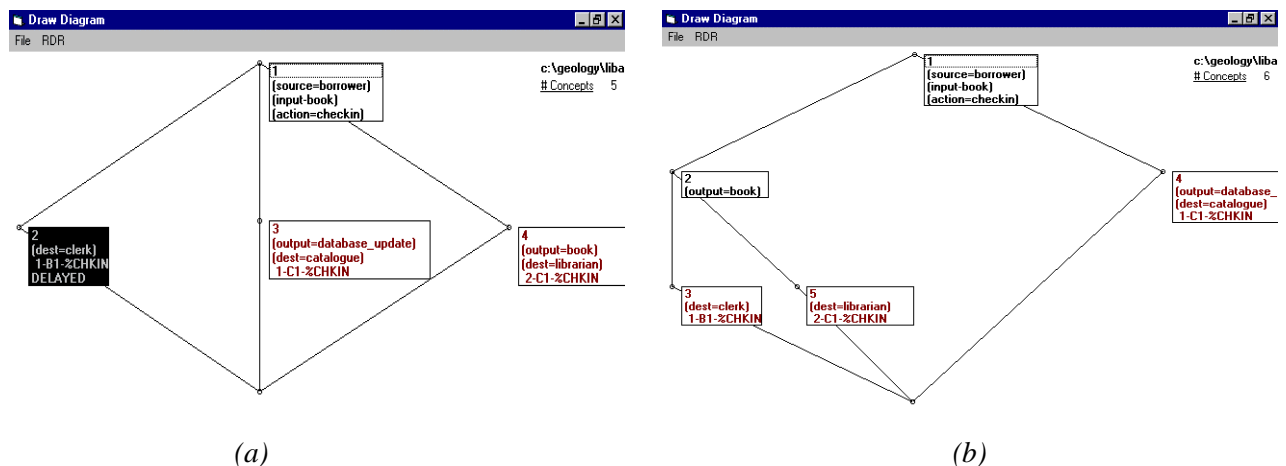 Draw Diagram
File RDR
1
(source=borrower)
(input-book)
(action=checkin)
c:\geology\liba
# Concepts 5
2
(dest=clerk)
1-B1-%CHKIN
DELAYED
3
(output=database_update)
(dest=catalogue)
1-C1-%CHKIN
4
(output=book)
(dest=librarian)
2-C1-%CHKIN
(a)
Draw Diagram
File RDR
1
(source=borrower)
(input-book)
(action=checkin)
c:\geology\liba
# Concepts 6
2
(output=book)
4
(output=database_
(dest=catalogue)
1-C1-%CHKIN
3
(dest=clerk)
1-B1-%CHKIN
5
(dest=librarian)
2-C1-%CHKIN
(b)